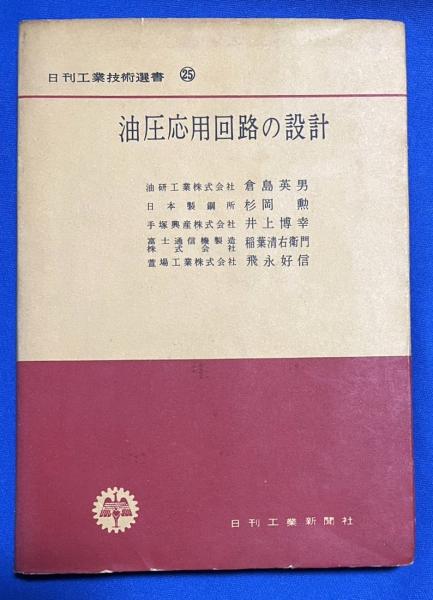 日刊工業技術選書 ㉕
油圧応用回路の設計
油研工業株式会社 倉島英男
日本製鋼所 杉岡勲
手塚興産株式会社 井上博幸
富士通信機製造株式会社 稲葉清右衛門
萱場工業株式会社 飛永好信
日刊工業新聞社